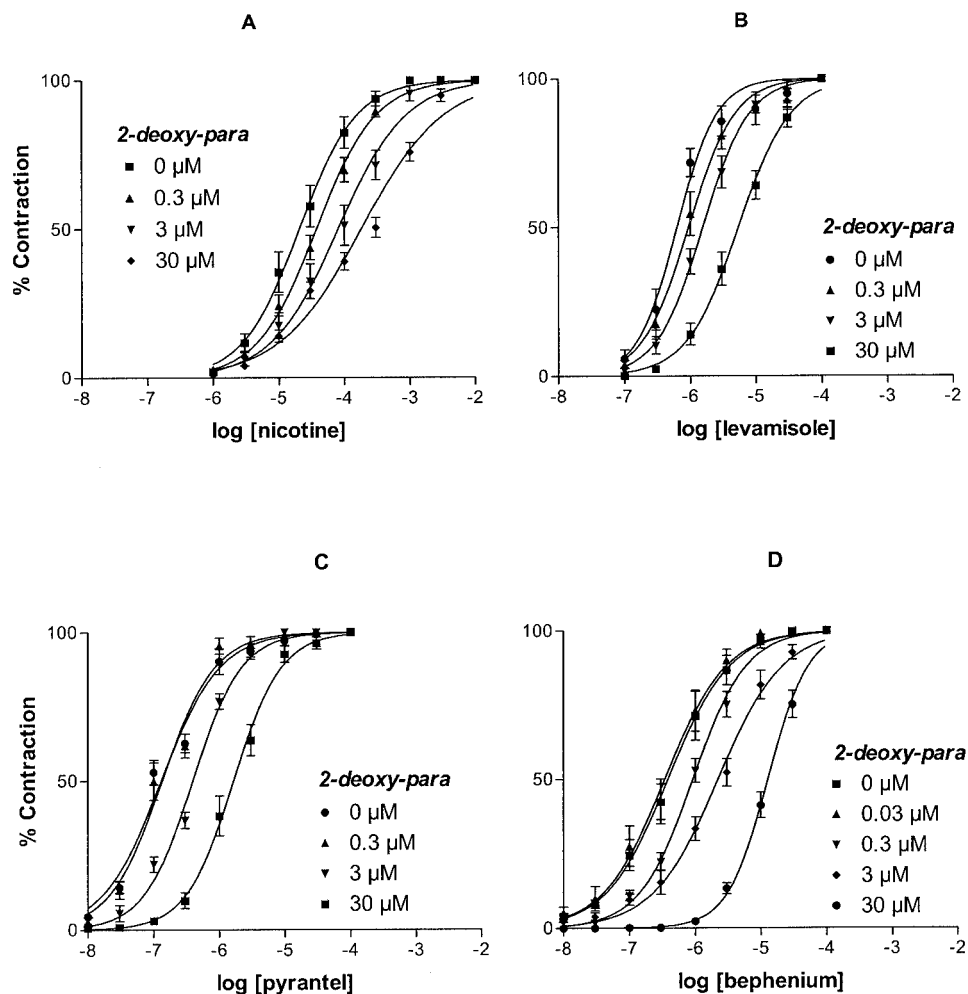 A
% Contraction
100
50
0
2-deoxy-para
0 µM
0.3 µM
3 µM
30 µM
-8 -7 -6 -5 -4 -3 -2
log [nicotine]
B
100
50
0
2-deoxy-para
0 µM
0.3 µM
3 µM
30 µM
-8 -7 -6 -5 -4 -3 -2
log [levamisole]
C
% Contraction
100
50
0
2-deoxy-para
0 µM
0.3 µM
3 µM
30 µM
-8 -7 -6 -5 -4 -3 -2
log [pyrantel]
D
100
50
0
2-deoxy-para
0 µM
0.03 µM
0.3 µM
3 µM
30 µM
-8 -7 -6 -5 -4 -3 -2
log [bephenium]